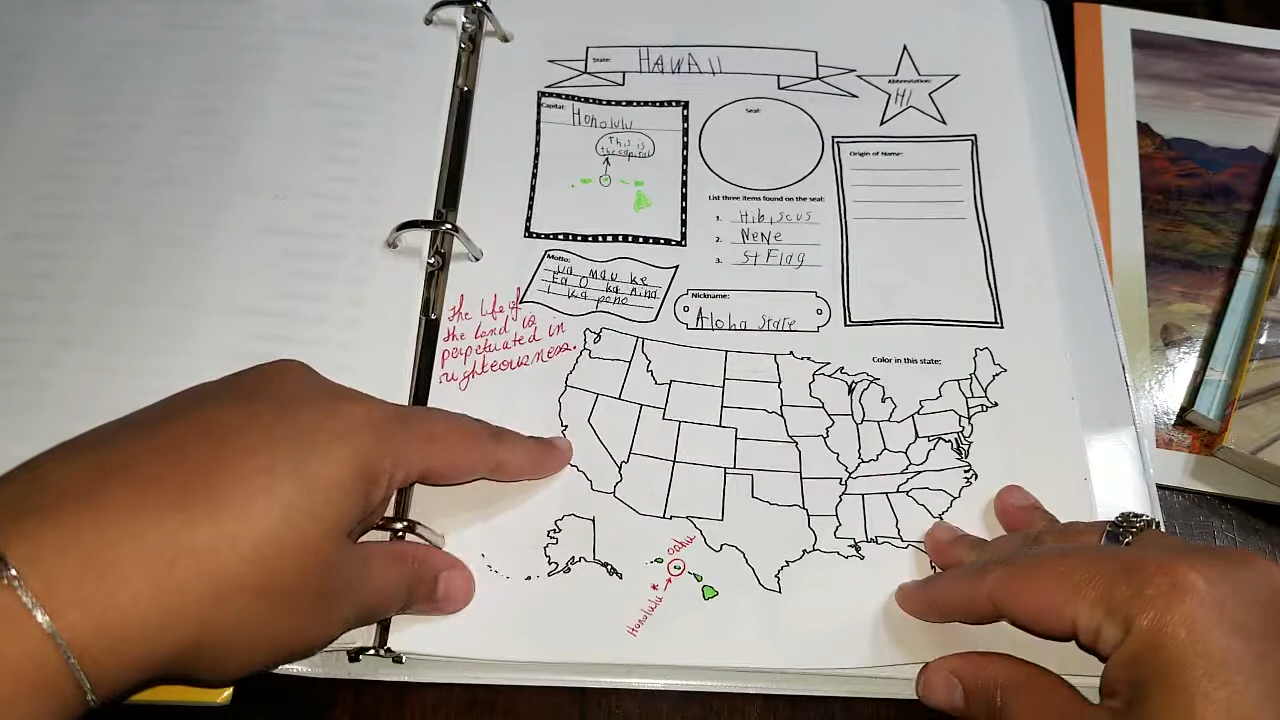 State: HAWAII
Abbreviation:
HI
Capital: Honolulu
This is
the capital
Seal:
Origin of Name:
List three items found on the seal:
1. Hibiscus
2. NeNe
3. St Flag
Motto:
Ua Mau ke
Ea O ka Aina
I ka pono
The life of
the land is
perpetuated in
righteousness.
Nickname:
Aloha State
Color in this state:
Oahu
Honolulu *